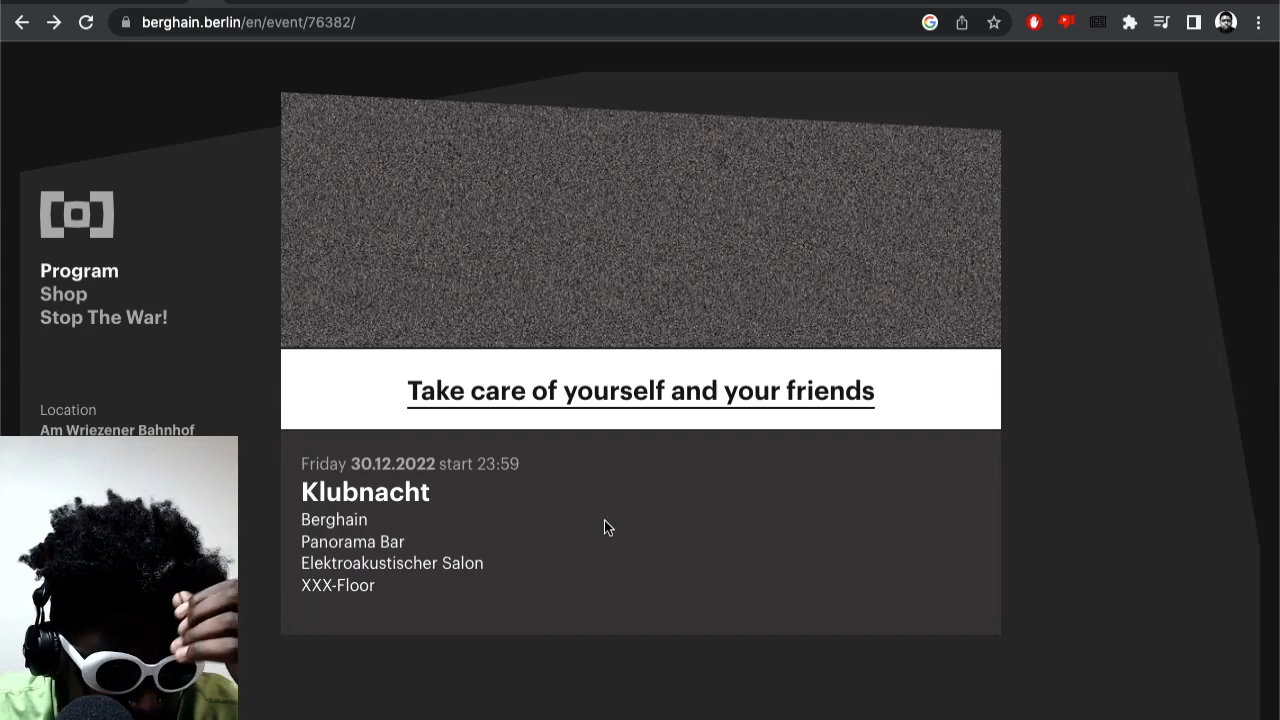 berghain.berlin/en/event/76382/
Program
Shop
Stop The War!
Location
Am Wriezener Bahnhof
Take care of yourself and your friends
Friday 30.12.2022 start 23:59
Klubnacht
Berghain
Panorama Bar
Elektroakustischer Salon
XXX-Floor